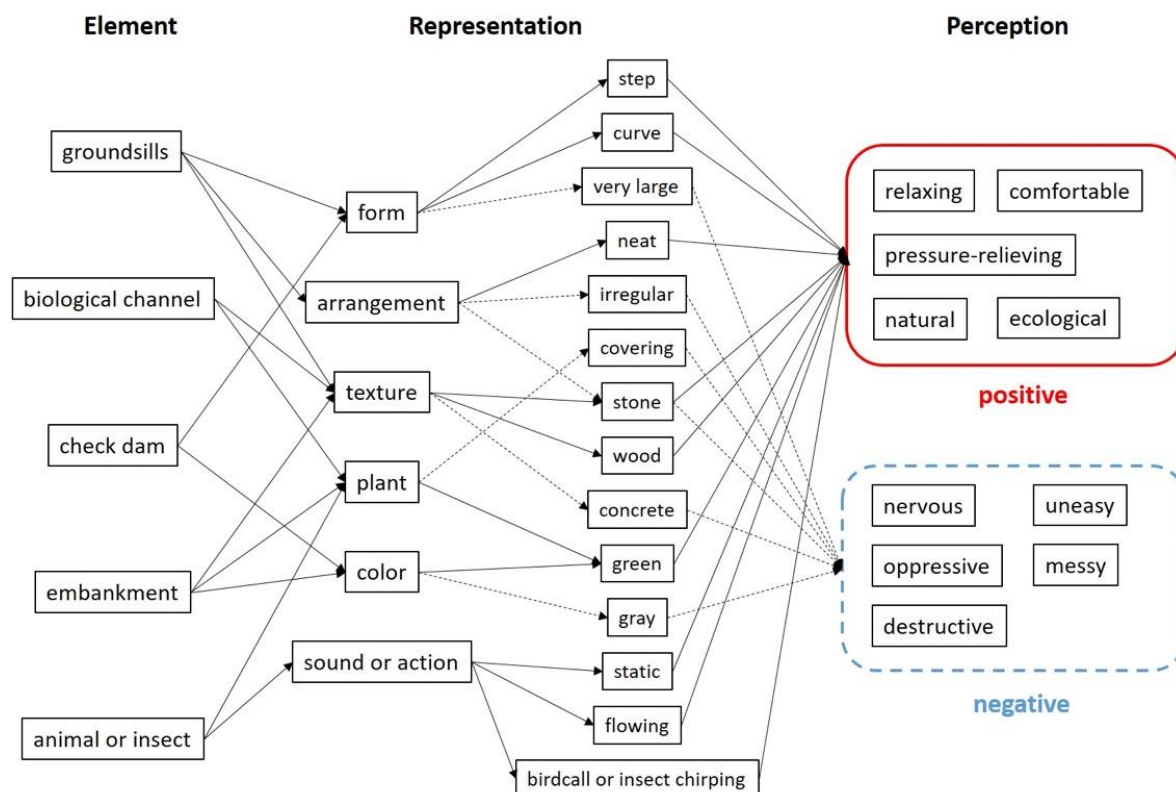 Element
Representation
Perception
groundsills
biological channel
check dam
embankment
animal or insect
form
arrangement
texture
plant
color
sound or action
step
curve
very large
neat
irregular
covering
stone
wood
concrete
green
gray
static
flowing
birdcall or insect chirping
relaxing
comfortable
pressure-relieving
natural
ecological
positive
nervous
uneasy
oppressive
messy
destructive
negative